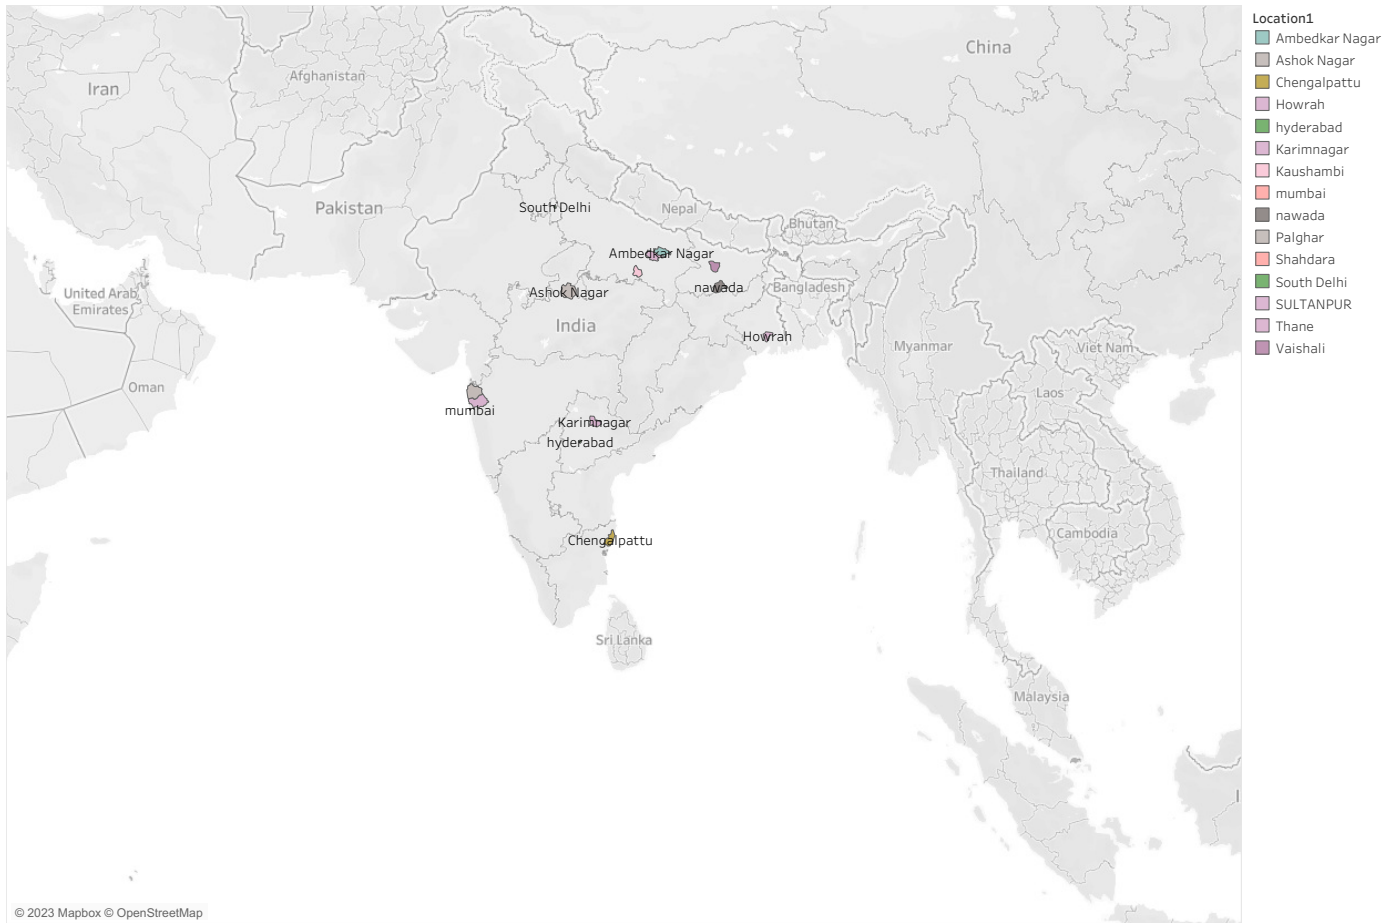 China
Afghanistan
Iran
Pakistan
South Delhi
Nepal
Bhutan
Ambedkar Nagar
nawada
Bangladesh
Ashok Nagar
United Arab
Emirates
India
Howrah
Myanmar
Viet Nam
Oman
Laos
mumbai
Karimnagar
hyderabad
Thailand
Cambodia
Chengalpattu
Sri Lanka
Malaysia
© 2023 Mapbox © OpenStreetMap
Location1
Ambedkar Nagar
Ashok Nagar
Chengalpattu
Howrah
hyderabad
Karimnagar
Kaushambi
mumbai
nawada
Palghar
Shahdara
South Delhi
SULTANPUR
Thane
Vaishali